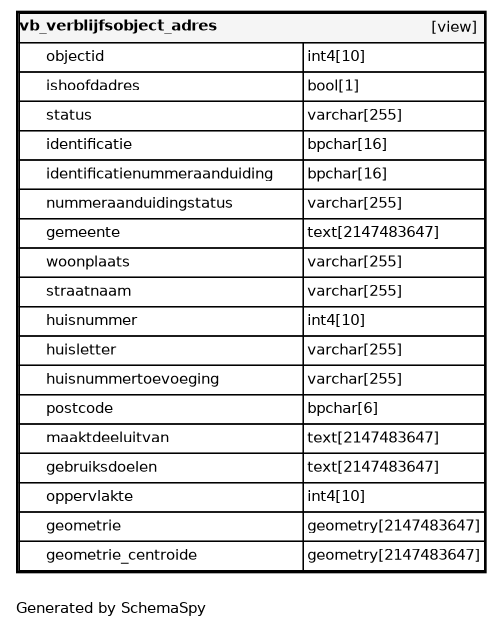 vb_verblijfsobject_adres [view]
objectid int4[10]
ishoofdadres bool[1]
status varchar[255]
identificatie bpchar[16]
identificatienummeraanduiding bpchar[16]
nummeraanduidingstatus varchar[255]
gemeente text[2147483647]
woonplaats varchar[255]
straatnaam varchar[255]
huisnummer int4[10]
huisletter varchar[255]
huisnummertoevoeging varchar[255]
postcode bpchar[6]
maaktdeeluitvan text[2147483647]
gebruiksdoelen text[2147483647]
oppervlakte int4[10]
geometrie geometry[2147483647]
geometrie_centroide geometry[2147483647]
Generated by SchemaSpy